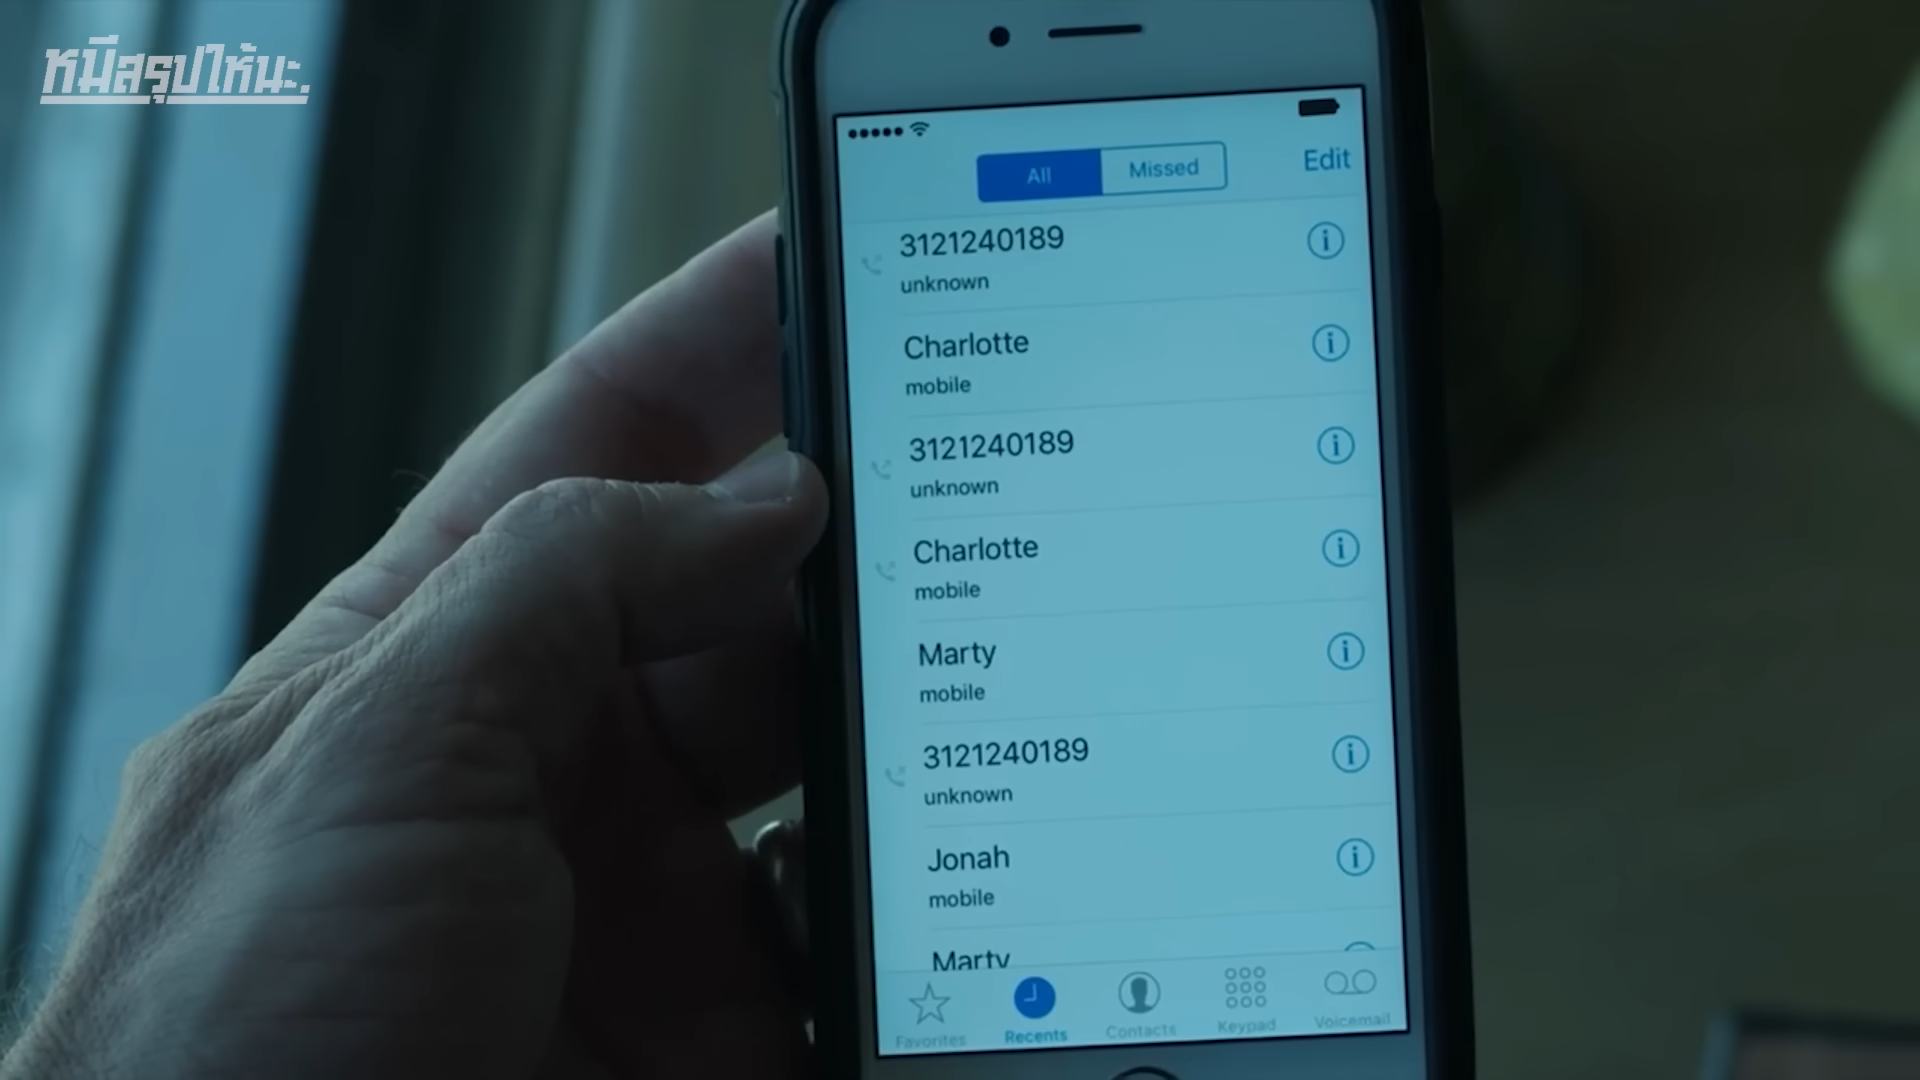 หมีสรุปให้นะ.
All Missed Edit
3121240189
unknown
Charlotte
mobile
3121240189
unknown
Charlotte
mobile
Marty
mobile
3121240189
unknown
Jonah
mobile
Marty
Favorites Recents Contacts Keypad Voicemail